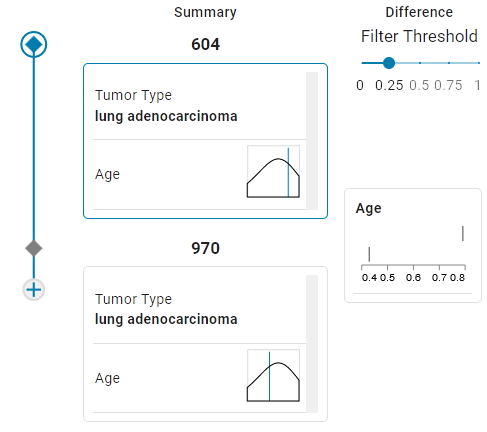 Summary
604
Tumor Type
lung adenocarcinoma
Age
970
Tumor Type
lung adenocarcinoma
Age
Difference
Filter Threshold
0 0.25 0.5 0.75 1
Age
0.4 0.5 0.6 0.7 0.8